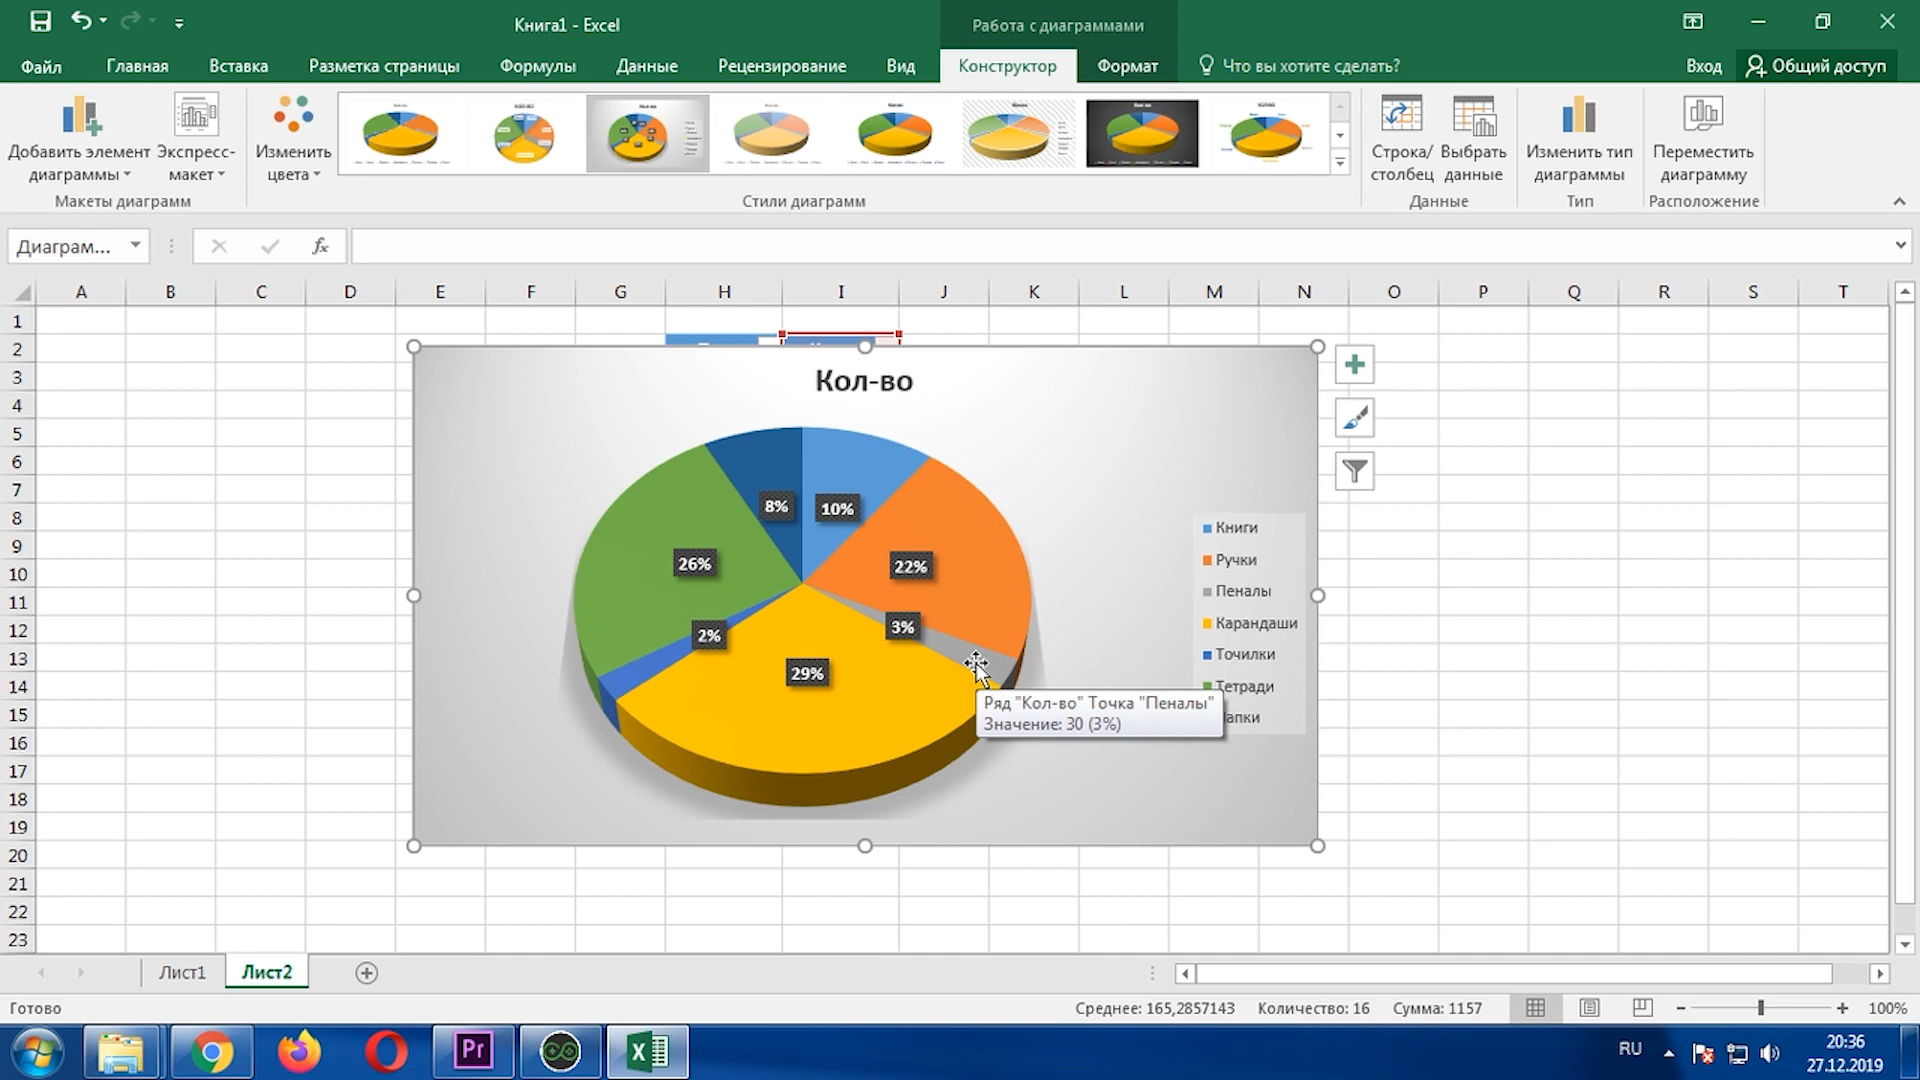 Книга1 - Excel
Работа с диаграммами
Файл
Главная
Вставка
Разметка страницы
Формулы
Данные
Рецензирование
Вид
Конструктор
Формат
Что вы хотите сделать?
Вход
Общий доступ
Добавить элемент
диаграммы
Экспресс-
макет
Изменить
цвета
Строка/
столбец
Выбрать
данные
Изменить тип
диаграммы
Переместить
диаграмму
Макеты диаграмм
Стили диаграмм
Данные
Тип
Расположение
Диаграм...
fx
A B C D E F G H I J K L M N O P Q R S T
1
2
3
4
5
6
7
8
9
10
11
12
13
14
15
16
17
18
19
20
21
22
23
Кол-во
8%
10%
26%
22%
2%
3%
29%
Книги
Ручки
Пеналы
Карандаши
Точилки
Тетради
Ряд "Кол-во" Точка "Пеналы"
Значение: 30 (3%)
Лист1
Лист2
Готово
Среднее: 165,2857143
Количество: 16
Сумма: 1157
100%
Pr
X
RU
20:36
27.12.2019